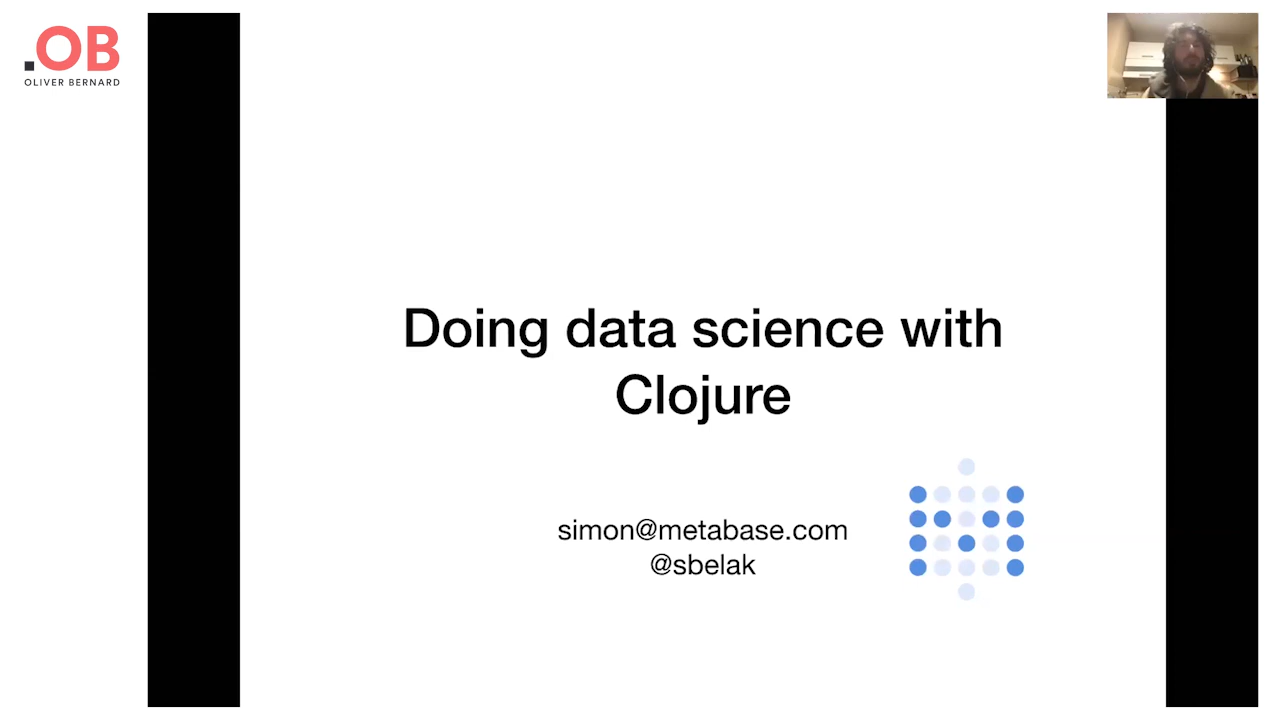 .OB
OLIVER BERNARD
Doing data science with
Clojure
simon@metabase.com
@sbelak